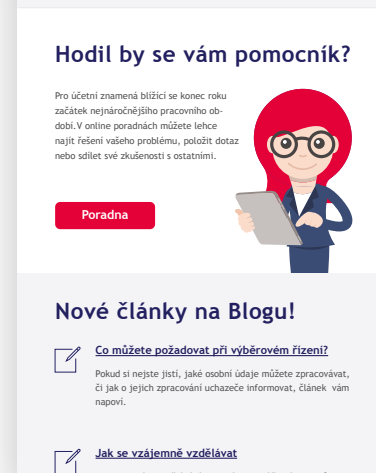 Hodil by se vám pomocník?
Pro účetní znamená blížící se konec roku
začátek nejnáročnějšího pracovního ob-
dobí. V online poradnách můžete lehce
najít řešení vašeho problému, položit dotaz
nebo sdílet své zkušenosti s ostatními.
Poradna
Nové články na Blogu!
Co můžete požadovat při výběrovém řízení?
Pokud si nejste jistí, jaké osobní údaje můžete zpracovávat,
či jak o jejich zpracování uchazeče informovat, článek vám
napoví.
Jak se vzájemně vzdělávat